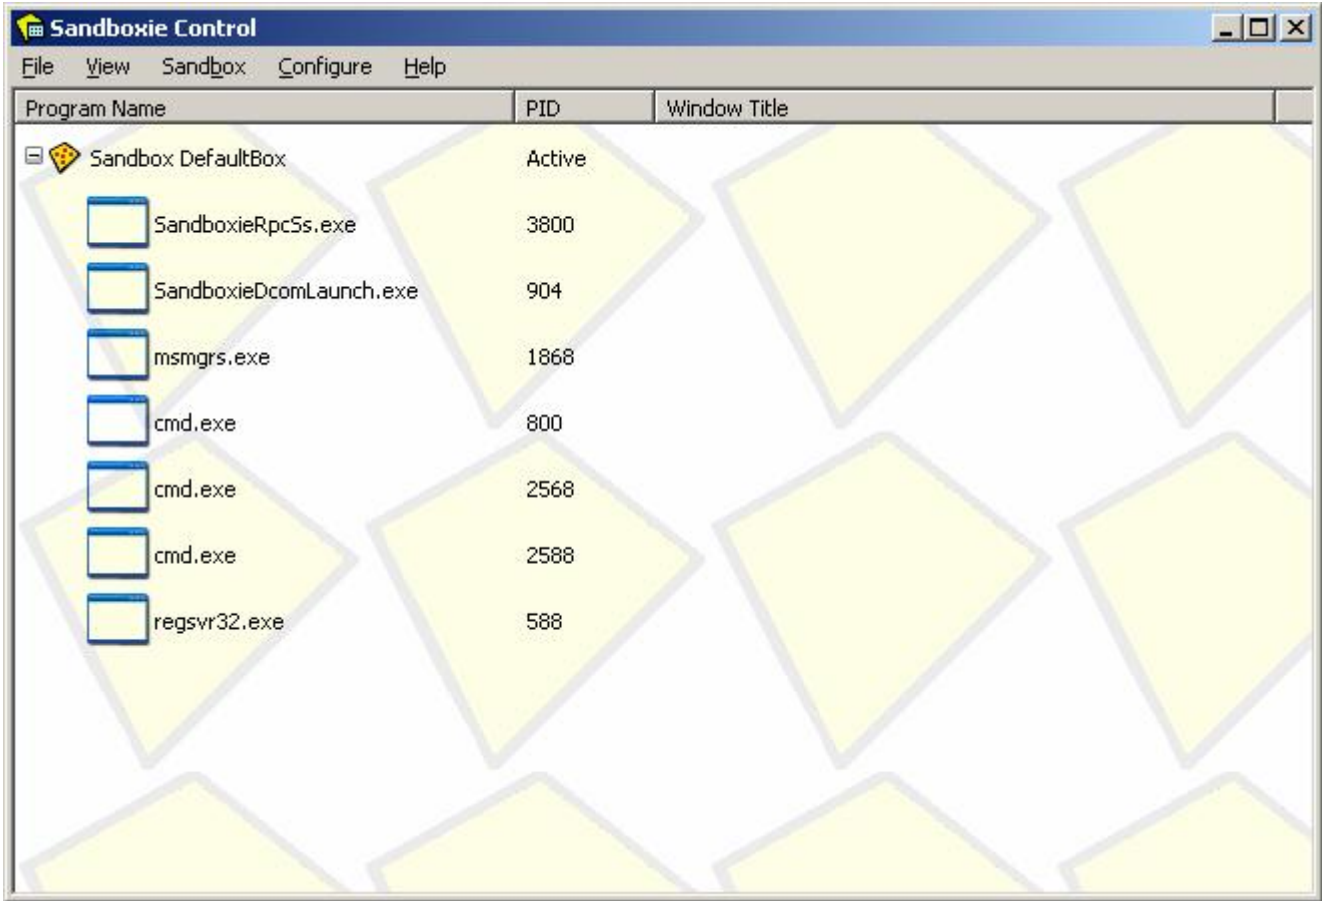 Sandboxie Control
File View Sandbox Configure Help
Program Name PID Window Title
Sandbox DefaultBox Active
SandboxieRpcSs.exe 3800
SandboxieDcomLaunch.exe 904
msmgrs.exe 1868
cmd.exe 800
cmd.exe 2568
cmd.exe 2588
regsvr32.exe 588